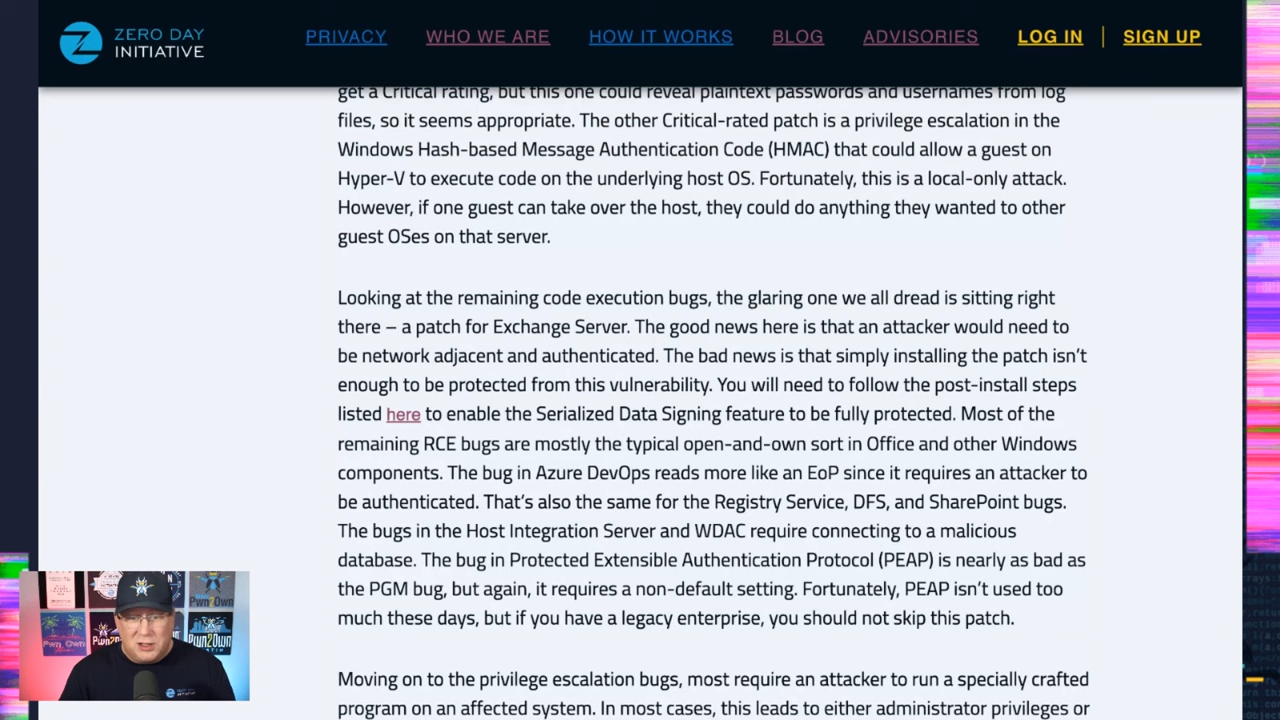 ZERO DAY
INITIATIVE
PRIVACY
WHO WE ARE
HOW IT WORKS
BLOG
ADVISORIES
LOG IN
SIGN UP
get a Critical rating, but this one could reveal plaintext passwords and usernames from log
files, so it seems appropriate. The other Critical-rated patch is a privilege escalation in the
Windows Hash-based Message Authentication Code (HMAC) that could allow a guest on
Hyper-V to execute code on the underlying host OS. Fortunately, this is a local-only attack.
However, if one guest can take over the host, they could do anything they wanted to other
guest OSes on that server.
Looking at the remaining code execution bugs, the glaring one we all dread is sitting right
there – a patch for Exchange Server. The good news here is that an attacker would need to
be network adjacent and authenticated. The bad news is that simply installing the patch isn't
enough to be protected from this vulnerability. You will need to follow the post-install steps
listed here to enable the Serialized Data Signing feature to be fully protected. Most of the
remaining RCE bugs are mostly the typical open-and-own sort in Office and other Windows
components. The bug in Azure DevOps reads more like an EoP since it requires an attacker to
be authenticated. That's also the same for the Registry Service, DFS, and SharePoint bugs.
The bugs in the Host Integration Server and WDAC require connecting to a malicious
database. The bug in Protected Extensible Authentication Protocol (PEAP) is nearly as bad as
the PGM bug, but again, it requires a non-default setting. Fortunately, PEAP isn't used too
much these days, but if you have a legacy enterprise, you should not skip this patch.
Moving on to the privilege escalation bugs, most require an attacker to run a specially crafted
program on an affected system. In most cases, this leads to either administrator privileges or
Pwn2Own
Pwn Own
Pwn2Own
Pwn2Own